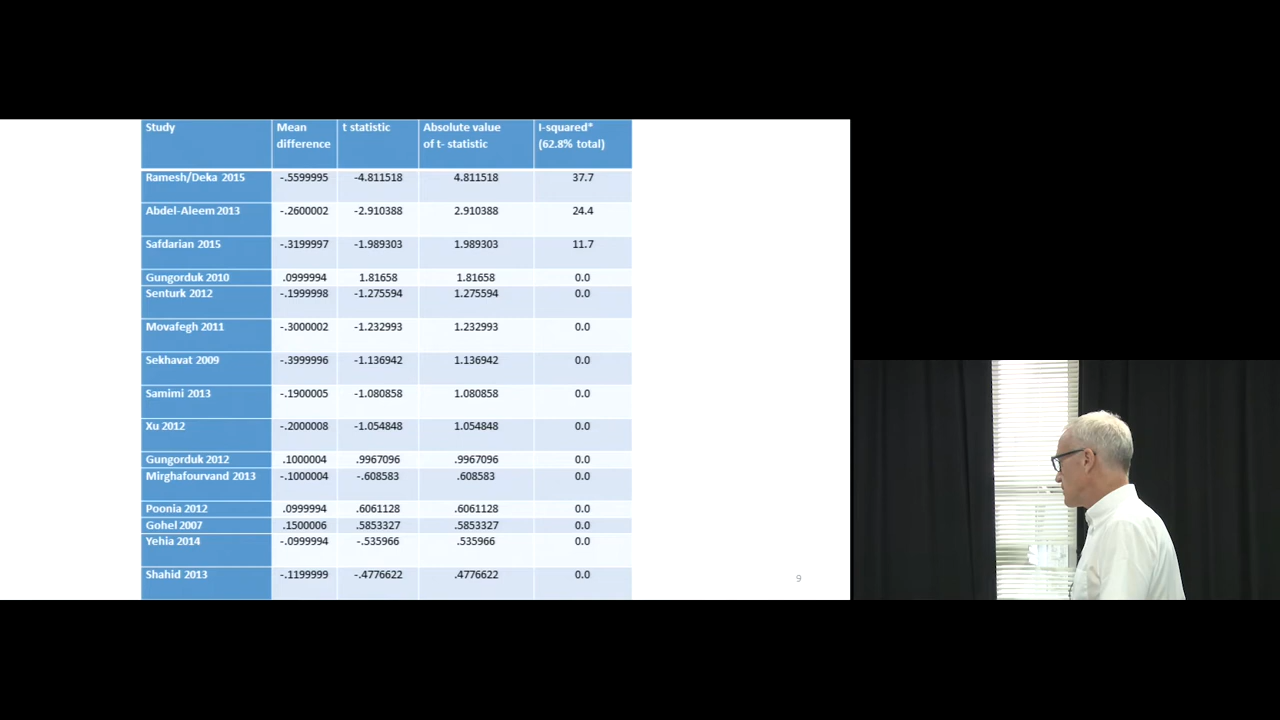 Study Mean difference t statistic Absolute value of t- statistic I-squared* (62.8% total)
Ramesh/Deka 2015 -.5599995 -4.811518 4.811518 37.7
Abdel-Aleem 2013 -.2600002 -2.910388 2.910388 24.4
Safdarian 2015 -.3199997 -1.989303 1.989303 11.7
Gungorduk 2010 .0999994 1.81658 1.81658 0.0
Senturk 2012 -.1999998 -1.275594 1.275594 0.0
Movafegh 2011 -.3000002 -1.232993 1.232993 0.0
Sekhavat 2009 -.3999996 -1.136942 1.136942 0.0
Samimi 2013 -.1900005 -1.080858 1.080858 0.0
Xu 2012 -.2000008 -1.054848 1.054848 0.0
Gungorduk 2012 .1000004 .9967096 .9967096 0.0
Mirghafourvand 2013 -.1000004 -.608583 .608583 0.0
Poonia 2012 .0999994 .6061128 .6061128 0.0
Gohel 2007 .1500006 .5853327 .5853327 0.0
Yehia 2014 -.0999994 -.535966 .535966 0.0
Shahid 2013 -.1199999 -.4776622 .4776622 0.0
9